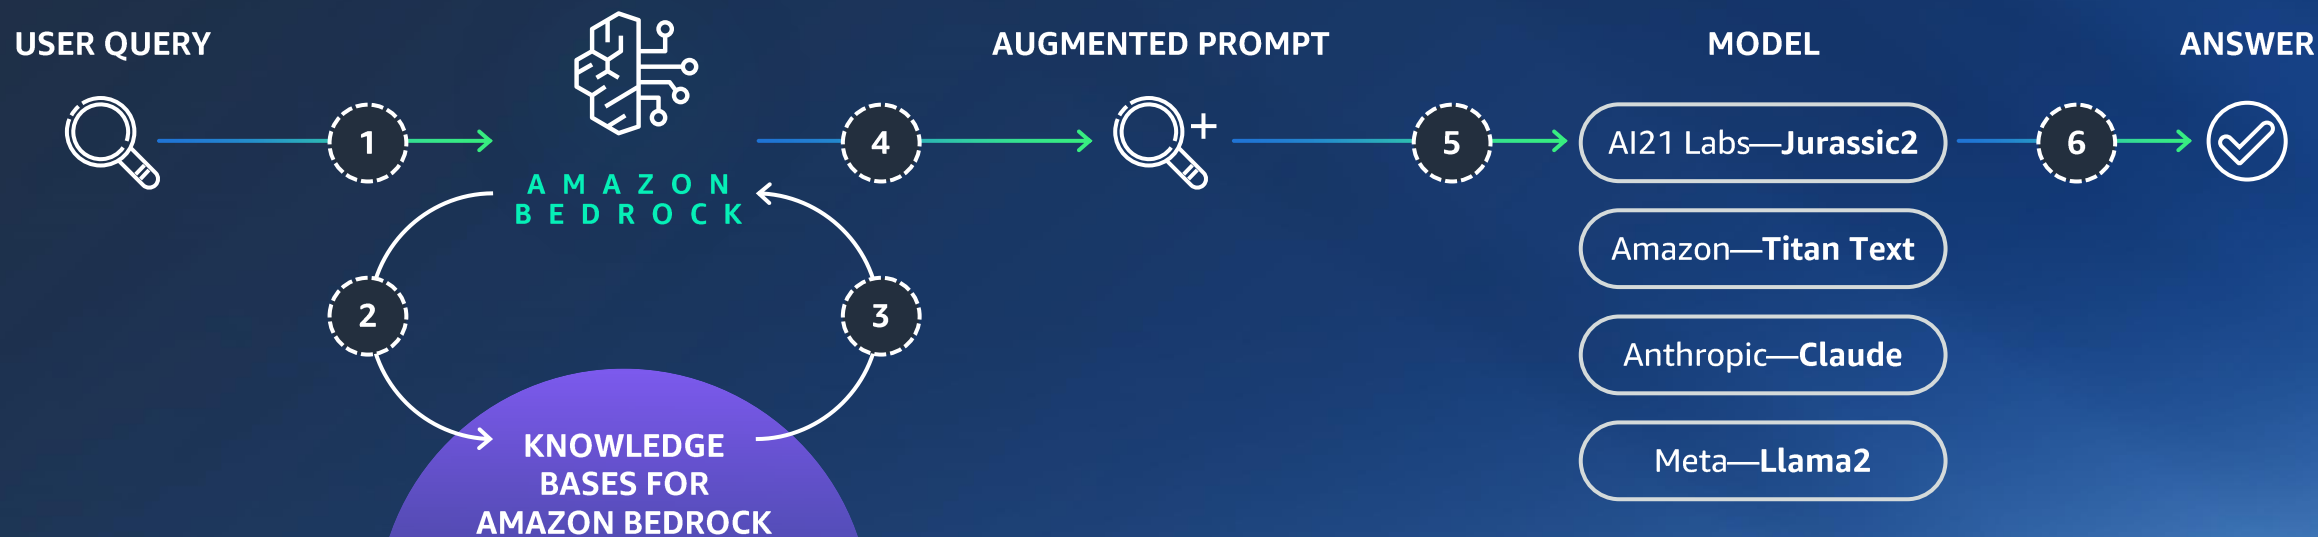 USER QUERY
AUGMENTED PROMPT
MODEL
ANSWER
1
4
5
AI21 Labs—Jurassic2
6
AMAZON
BEDROCK
Amazon—Titan Text
2
3
Anthropic—Claude
KNOWLEDGE
BASES FOR
AMAZON BEDROCK
Meta—Llama2